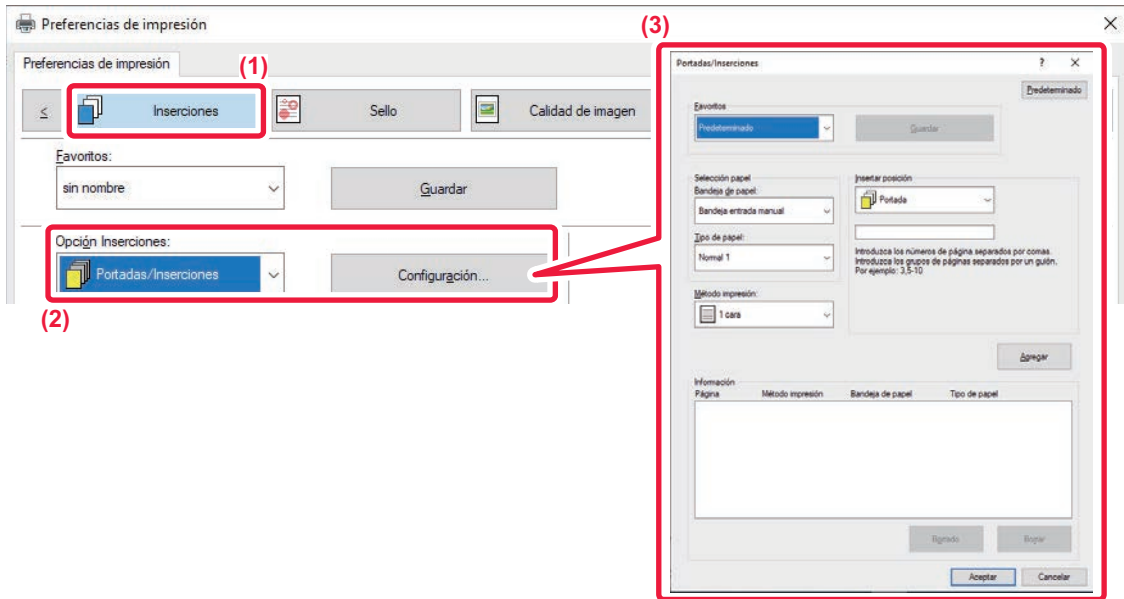 Preferencias de impresión
(3)
Preferencias de impresión
(1)
<
Inserciones
Sello
Calidad de imagen
Favoritos:
sin nombre
Guardar
Opción Inserciones:
Portadas/Inserciones
Configuración...
(2)
Portadas/Inserciones
?
Predeterminado
Favoritos
Predeterminado
Guardar
Selección papel
Bandeja de papel:
Bandeja entrada manual
Tipo de papel:
Normal 1
Método impresión:
1 cara
Insertar posición
Portada
Introduzca los números de página separados por comas.
Introduzca los grupos de páginas separados por un guión.
Por ejemplo: 3,5-10
Agregar
Información
Página Método impresión Bandeja de papel Tipo de papel
Borrar
Aceptar Cancelar